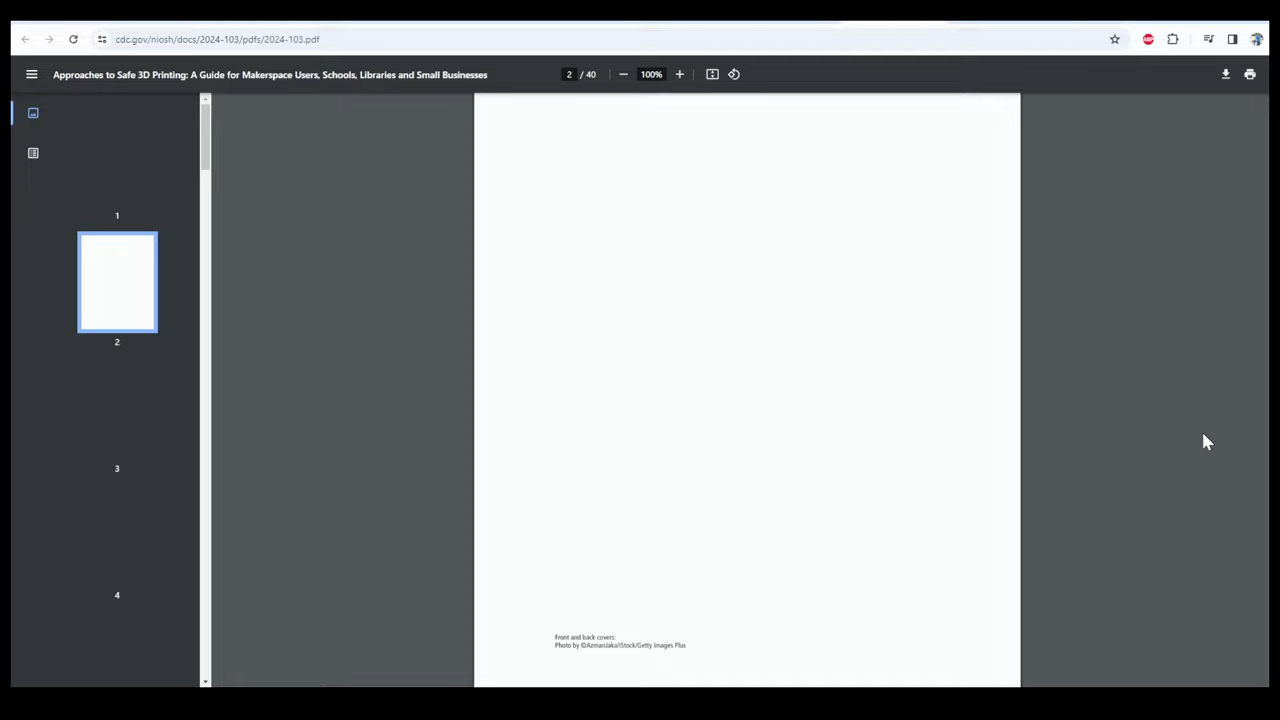 cdc.gov/niosh/docs/2024-103/pdfs/2024-103.pdf
ABP
Approaches to Safe 3D Printing: A Guide for Makerspace Users, Schools, Libraries and Small Businesses
2 / 40
100%
1
2
3
4
Front and back covers:
Photo by ©AzmanJaka/iStock/Getty Images Plus